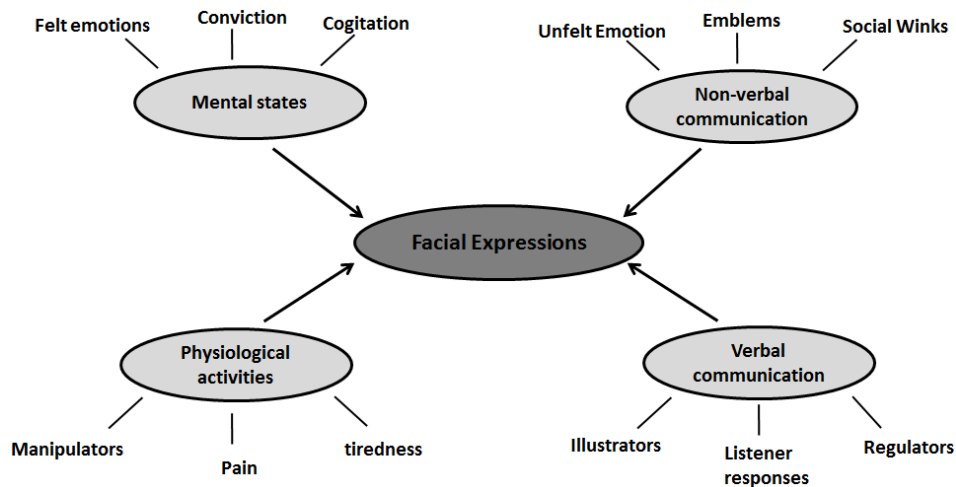 Felt emotions
Conviction
Cogitation
Mental states
Unfelt Emotion
Emblems
Social Winks
Non-verbal
communication
Facial Expressions
Physiological
activities
Manipulators
Pain
tiredness
Verbal
communication
Illustrators
Listener
responses
Regulators